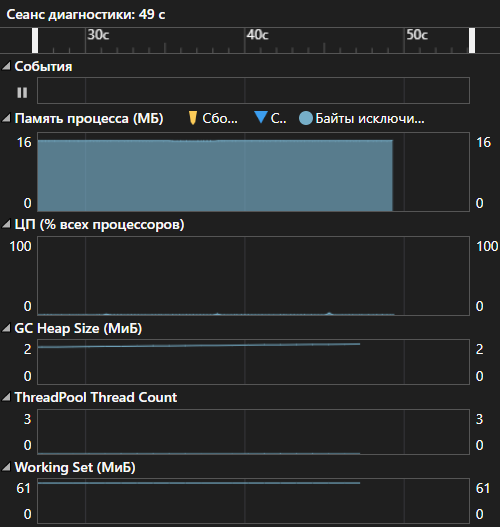 Сеанс диагностики: 49 с
30с 40с 50с
События
Память процесса (МБ) Сбо... С.. Байты исключи...
16 16
0 0
ЦП (% всех процессоров)
100 100
0 0
GC Heap Size (МиБ)
2 2
0 0
ThreadPool Thread Count
3 3
0 0
Working Set (МиБ)
61 61
0 0